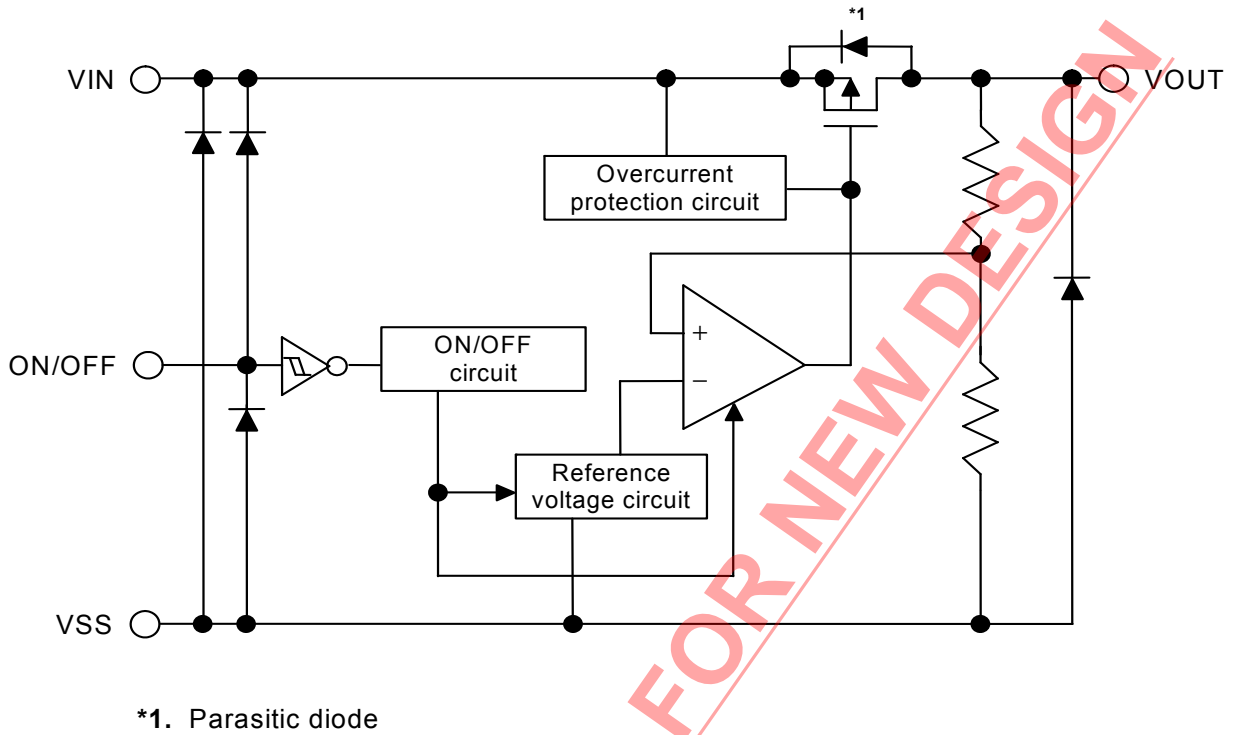 *1
VIN
VOUT
Overcurrent
protection circuit
ON/OFF
ON/OFF
circuit
+
−
Reference
voltage circuit
VSS
*1. Parasitic diode
FOR NEW DESIGN